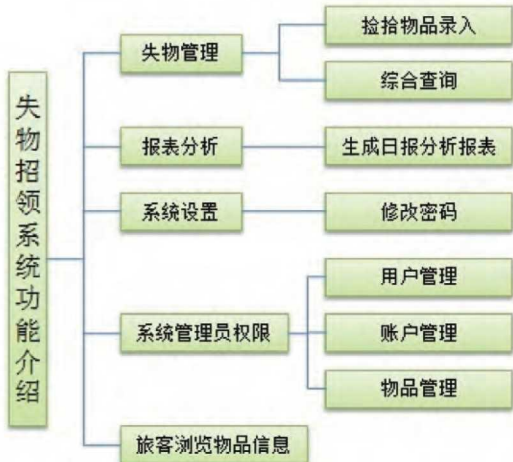 失物招领系统功能介绍
失物管理
捡拾物品录入
综合查询
报表分析
生成日报分析报表
系统设置
修改密码
系统管理员权限
用户管理
账户管理
物品管理
旅客浏览物品信息